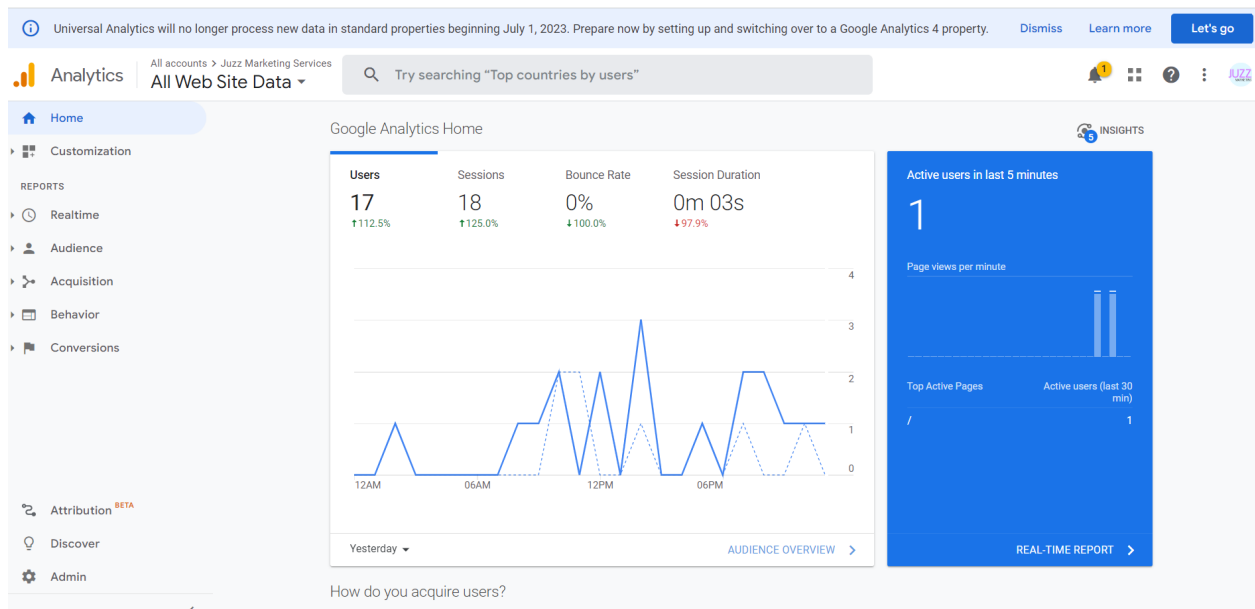 Universal Analytics will no longer process new data in standard properties beginning July 1, 2023. Prepare now by setting up and switching over to a Google Analytics 4 property. Dismiss Learn more Let's go
Analytics
All accounts > Juzz Marketing Services
All Web Site Data
Try searching “Top countries by users”
1
JUZZ
Home
Customization
REPORTS
Realtime
Audience
Acquisition
Behavior
Conversions
Attribution BETA
Discover
Admin
Google Analytics Home
5 INSIGHTS
Users Sessions Bounce Rate Session Duration
17 18 0% 0m 03s
↑112.5% ↑125.0% ↓100.0% ↓97.9%
4
3
2
1
0
12AM 06AM 12PM 06PM
Yesterday AUDIENCE OVERVIEW
Active users in last 5 minutes
1
Page views per minute
Top Active Pages Active users (last 30
min)
/ 1
REAL-TIME REPORT
How do you acquire users?